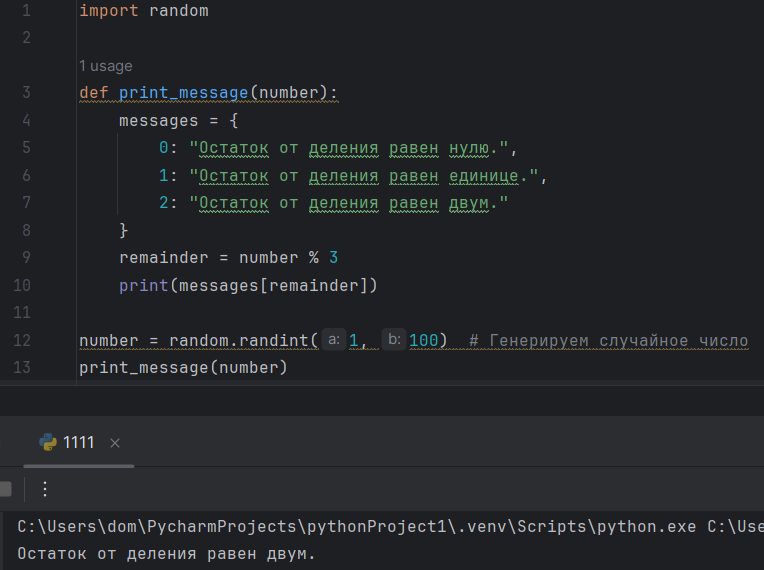 1 import random
2
1 usage
3 def print_message(number):
4 messages = {
5 0: "Остаток от деления равен нулю.",
6 1: "Остаток от деления равен единице.",
7 2: "Остаток от деления равен двум."
8 }
9 remainder = number % 3
10 print(messages[remainder])
11
12 number = random.randint( a: 1, b: 100) # Генерируем случайное число
13 print_message(number)
1111 ×
C:\Users\dom\PycharmProjects\pythonProject1\.venv\Scripts\python.exe C:\Use
Остаток от деления равен двум.